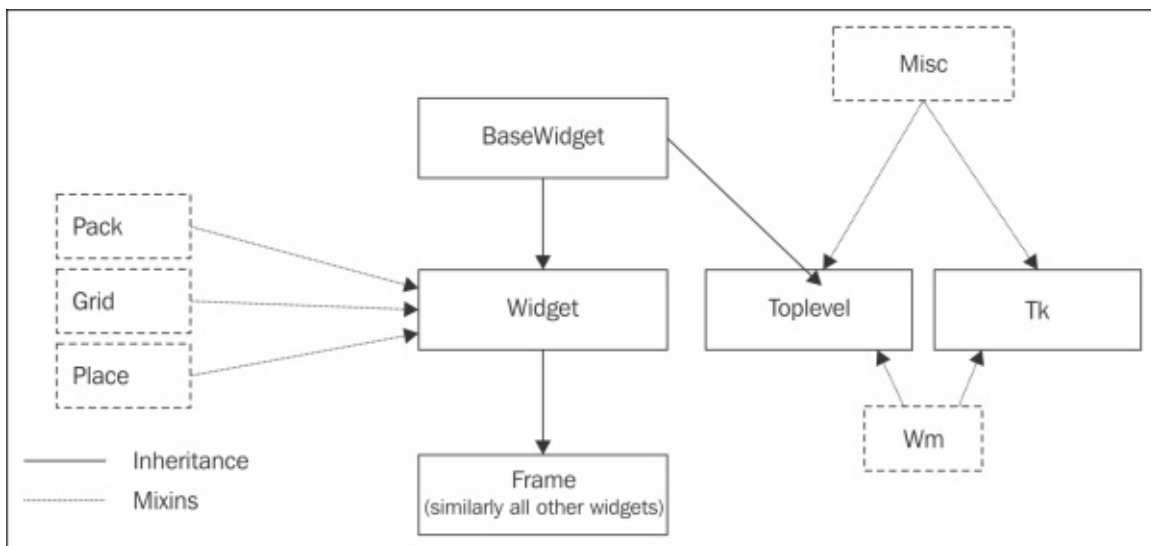 Misc
BaseWidget
Pack
Grid
Place
Widget
Toplevel
Tk
Wm
Inheritance
Mixins
Frame
(similarly all other widgets)